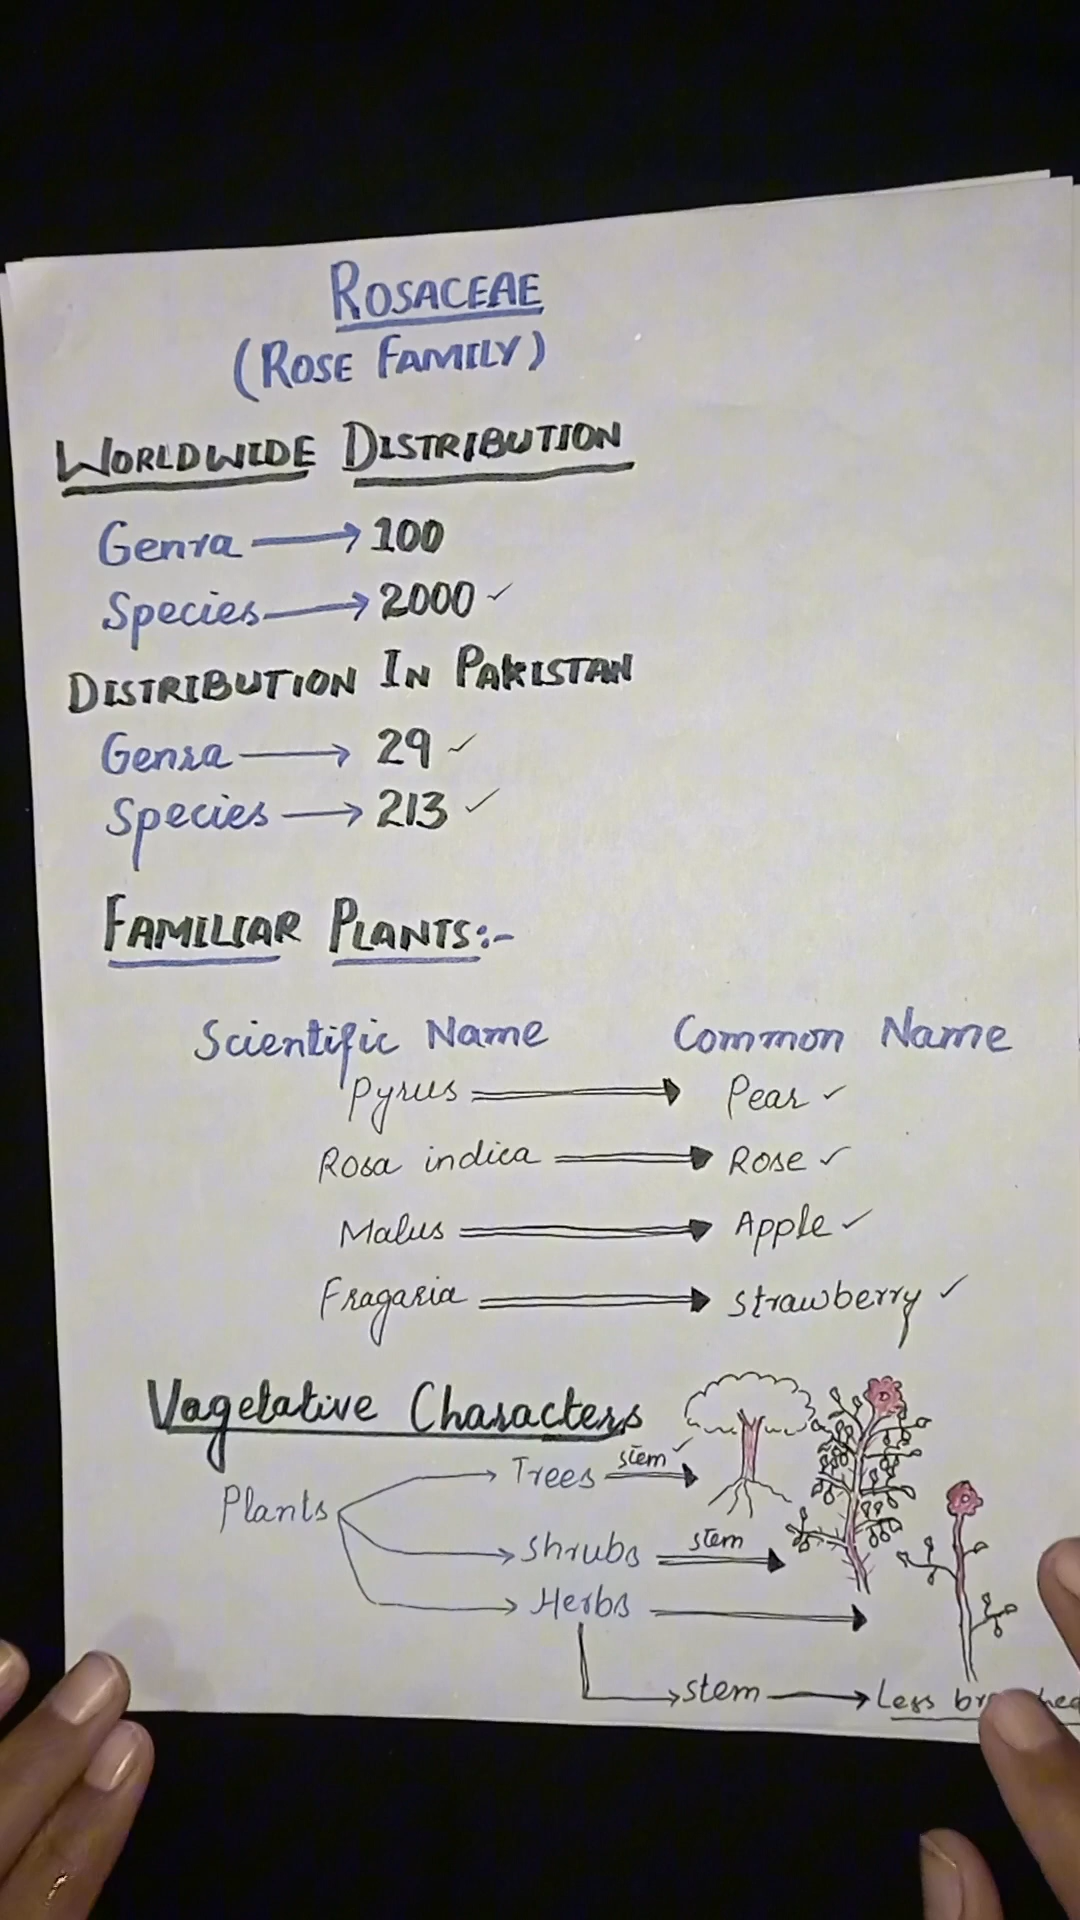 ROSACEAE
(ROSE FAMILY)
WORLDWIDE DISTRIBUTION
Genra → 100
Species → 2000 ✓
DISTRIBUTION IN PAKISTAN
Genra → 29 ✓
Species → 213 ✓
FAMILIAR PLANTS:-
Scientific Name Common Name
Pyrus → Pear ✓
Rosa indica → Rose ✓
Malus → Apple ✓
Fragaria → strawberry ✓
Vagetative Characters
Plants → Trees stem ✓ →
→ shrubs stem →
→ Herbs →
→ stem → Less